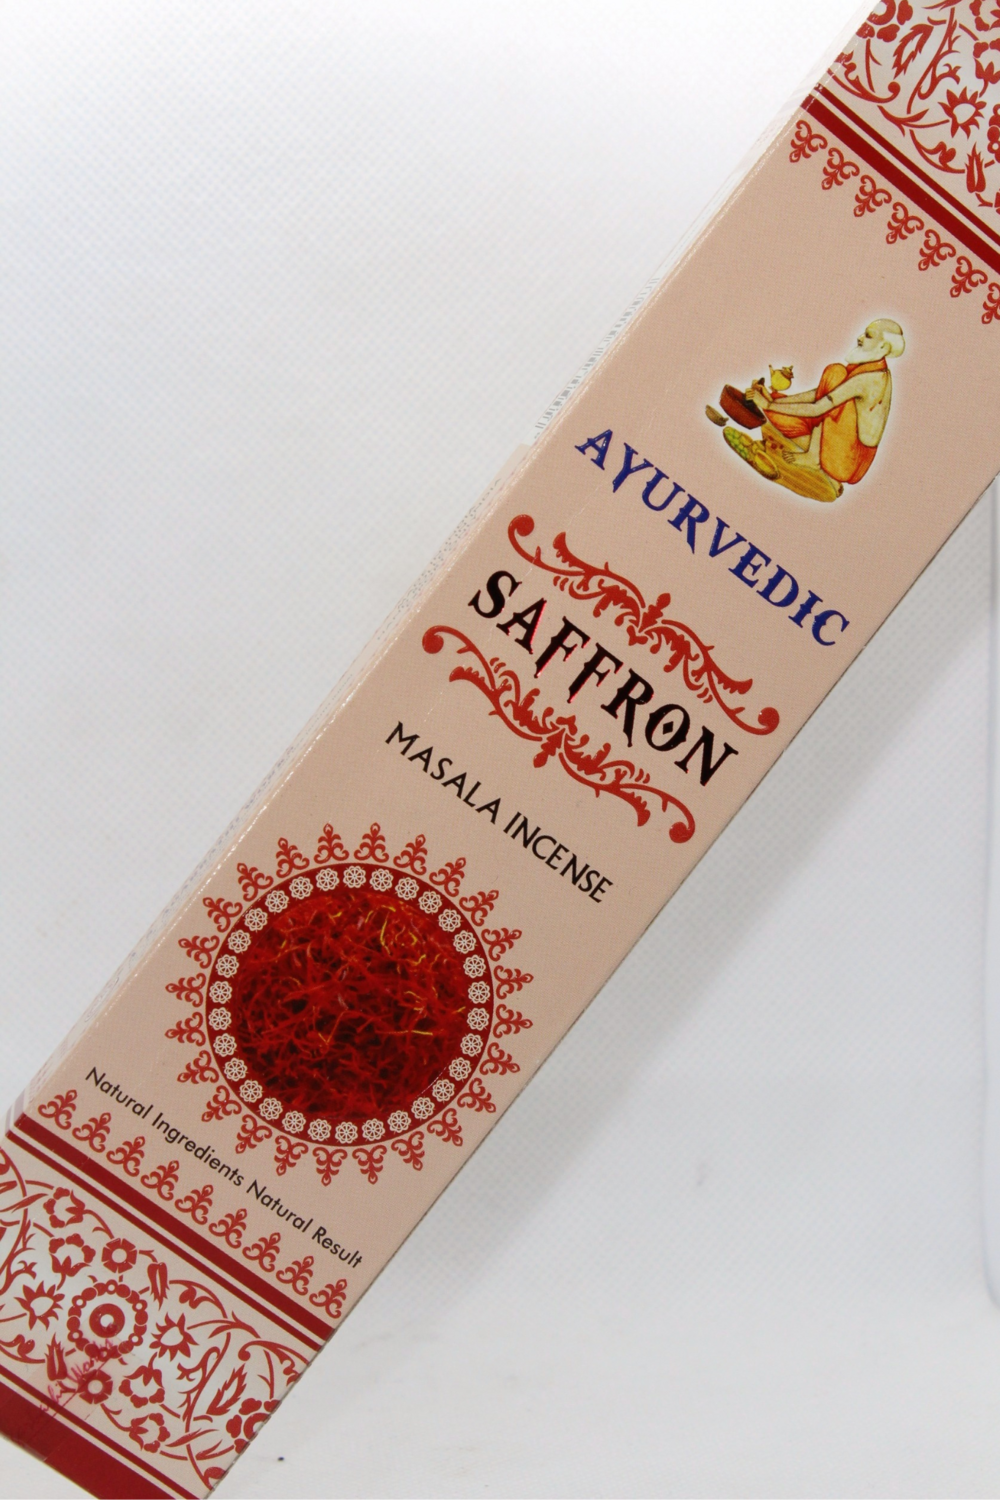 AYURVEDIC
SAFFRON
MASALA INCENSE
Natural Ingredients Natural Result